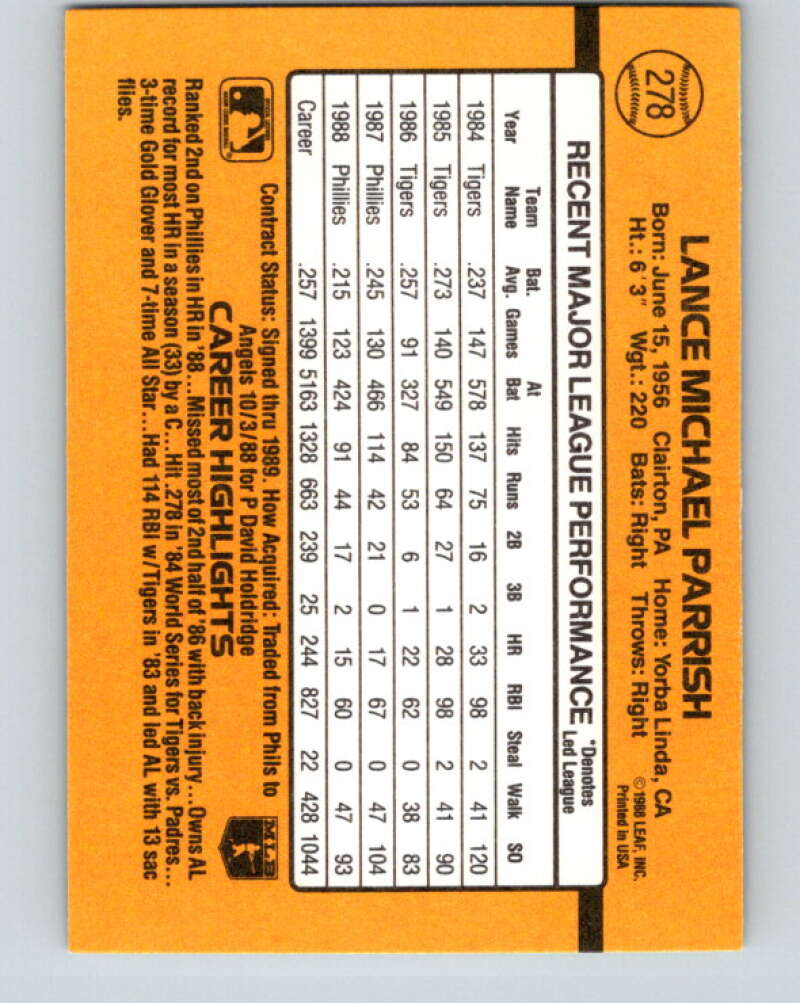 278
LANCE MICHAEL PARRISH
Born: June 15, 1956 Clairton, PA Home: Yorba Linda, CA
Ht.: 6'3" Wgt.: 220 Bats: Right Throws: Right
©1988 LEAF, INC.
Printed in USA
RECENT MAJOR LEAGUE PERFORMANCE *Denotes
Led League
Team Bat. At
Year Name Avg. Games Bat Hits Runs 2B 3B HR RBI Steal Walk SO
1984 Tigers .237 147 578 137 75 16 2 33 98 2 41 120
1985 Tigers .273 140 549 150 64 27 1 28 98 2 41 90
1986 Tigers .257 91 327 84 53 6 1 22 62 0 38 83
1987 Phillies .245 130 466 114 42 21 0 17 67 0 47 104
1988 Phillies .215 123 424 91 44 17 2 15 60 0 47 93
Career .257 1399 5163 1328 663 239 25 244 827 22 428 1044
Contract Status: Signed thru 1989. How Acquired: Traded from Phils to
Angels 10/3/88 for P David Holdridge
MLB
CAREER HIGHLIGHTS
Ranked 2nd on Phillies in HR in '88...Missed most of 2nd half of '86 with back injury...Owns AL
record for most HR in a season (33) by a C...Hit .278 in '84 World Series for Tigers vs. Padres...
3-time Gold Glover and 7-time All Star...Had 114 RBI w/Tigers in '83 and led AL with 13 sac
flies.